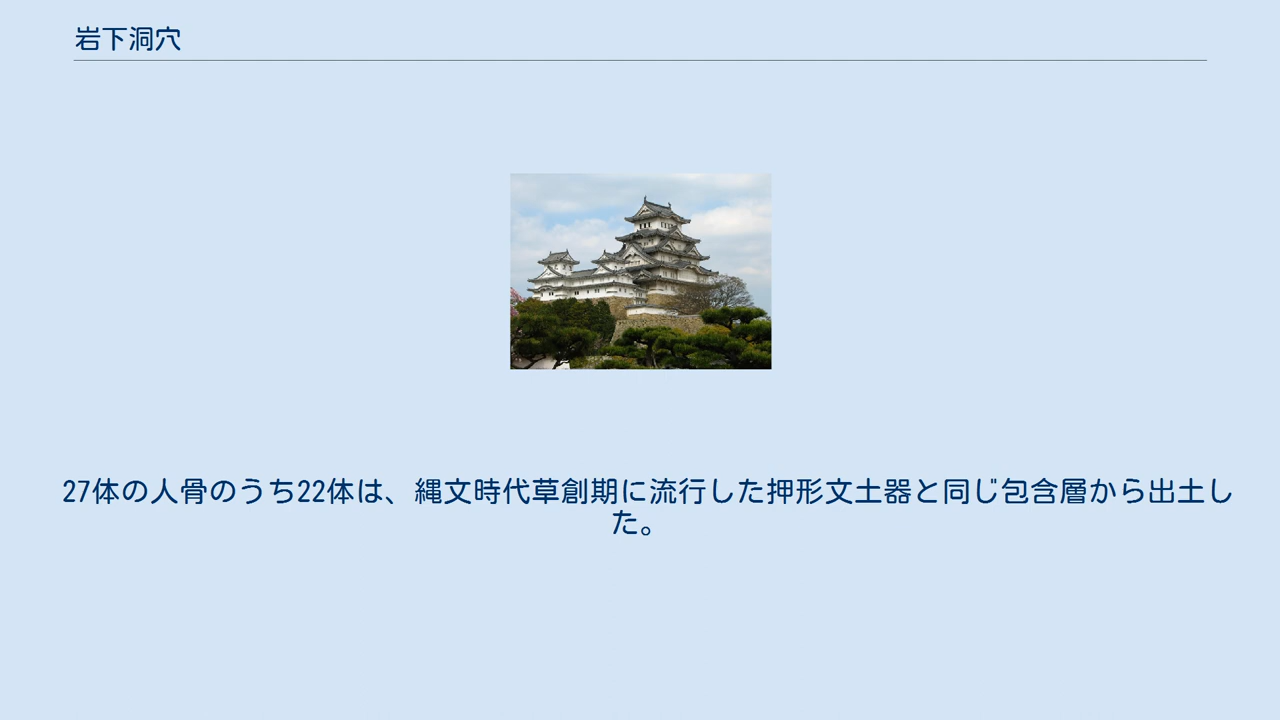 岩下洞穴
27体の人骨のうち22体は、縄文時代草創期に流行した押形文土器と同じ包含層から出土し
た。